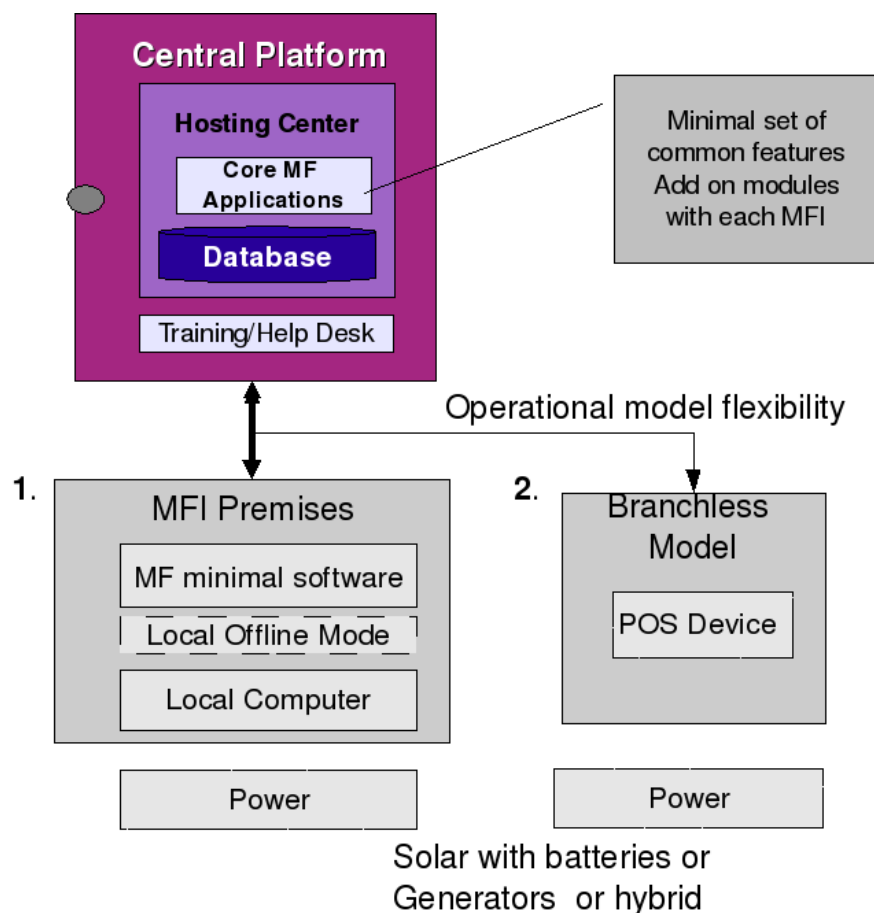 Central Platform
Hosting Center
Core MF
Applications
Database
Training/Help Desk
Minimal set of
common features
Add on modules
with each MFI
Operational model flexibility
1.
MFI Premises
MF minimal software
Local Offline Mode
Local Computer
Power
2.
Branchless
Model
POS Device
Power
Solar with batteries or
Generators or hybrid